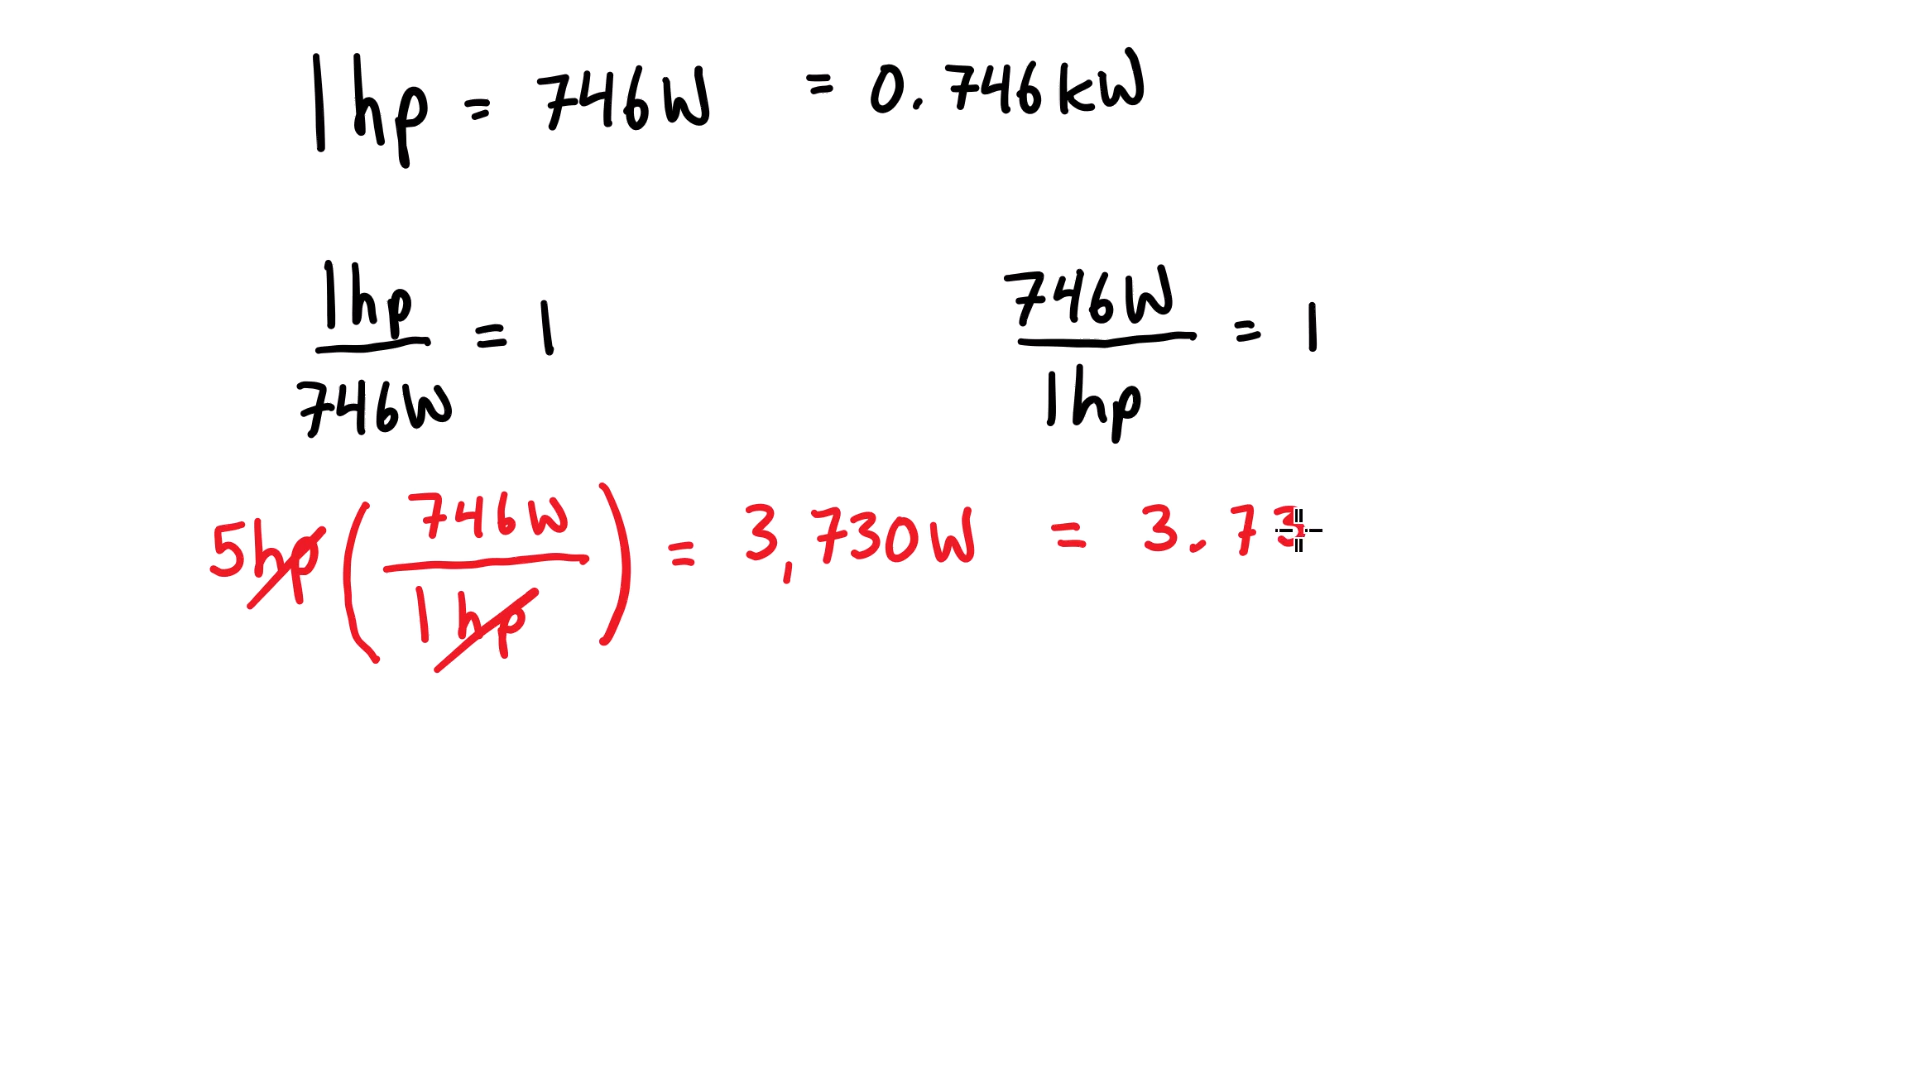 1hp = 746W = 0.746kW
1hp/746W = 1 746W/1hp = 1
5hp (746W/1hp) = 3,730W = 3.73